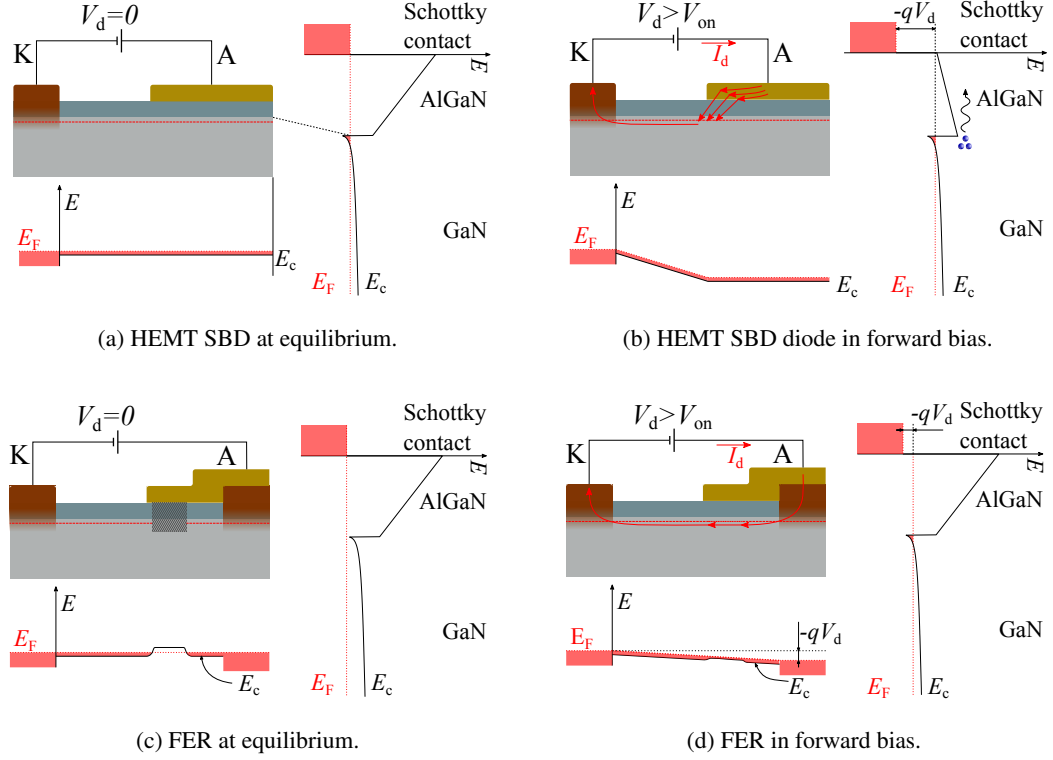 V_d=0
K
A
Schottky
contact
E
AlGaN
E
E_F
E_c
GaN
E_F
E_c
(a) HEMT SBD at equilibrium.
V_d>V_on
K
I_d
A
-qV_d
Schottky
contact
E
AlGaN
E
E_F
E_c
GaN
E_F
E_c
(b) HEMT SBD diode in forward bias.
V_d=0
K
A
Schottky
contact
E
AlGaN
E
E_F
E_c
GaN
E_F
E_c
(c) FER at equilibrium.
V_d>V_on
K
I_d
A
-qV_d
Schottky
contact
E
AlGaN
E
E_F
-qV_d
E_c
GaN
E_F
E_c
(d) FER in forward bias.